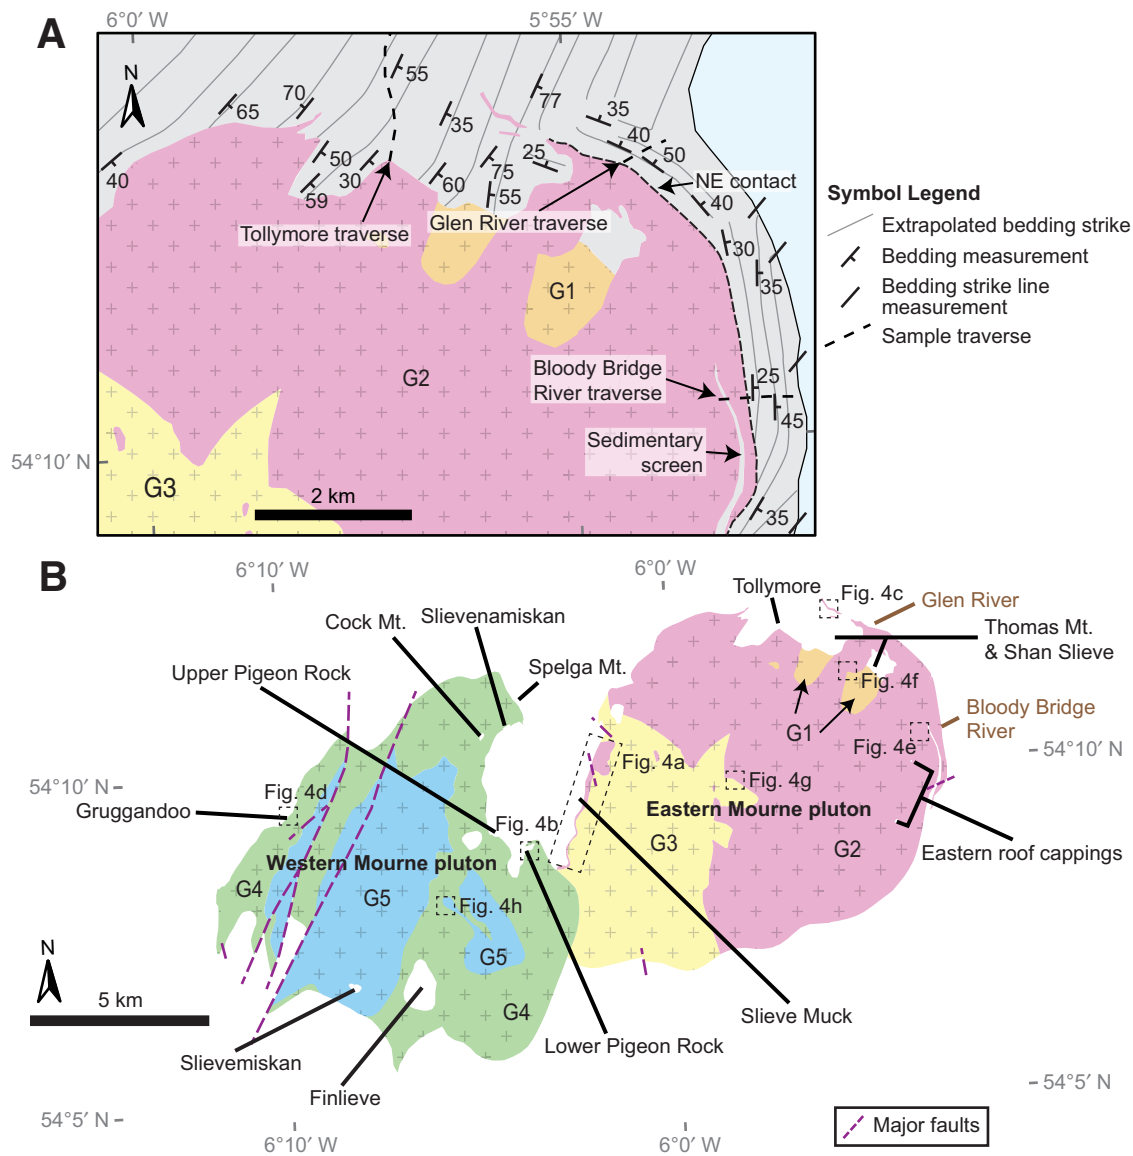 A
6°0′ W
5°55′ W
N
55
70
65
77
35
35
40
50
50
25
75
40
30
60
59
55
NE contact
40
Tollymore traverse
Glen River traverse
30
35
G1
G2
Bloody Bridge
River traverse
25
45
Sedimentary
screen
54°10′ N
G3
2 km
35
Symbol Legend
Extrapolated bedding strike
Bedding measurement
Bedding strike line
measurement
Sample traverse
B
6°10′ W
6°0′ W
Tollymore
Fig. 4c
Glen River
Slievenamiskan
Cock Mt.
Thomas Mt.
& Shan Slieve
Upper Pigeon Rock
Spelga Mt.
Fig. 4f
Bloody Bridge
River
G1
Fig. 4e
54°10′ N
Fig. 4a
Fig. 4g
54°10′ N
Fig. 4d
Gruggandoo
Eastern Mourne pluton
Fig. 4b
G3
G2
Eastern roof cappings
Western Mourne pluton
G4
G5
Fig. 4h
N
G5
5 km
G4
Slieve Muck
Lower Pigeon Rock
Slievemiskan
Finlieve
54°5′ N
54°5′ N
6°10′ W
6°0′ W
Major faults